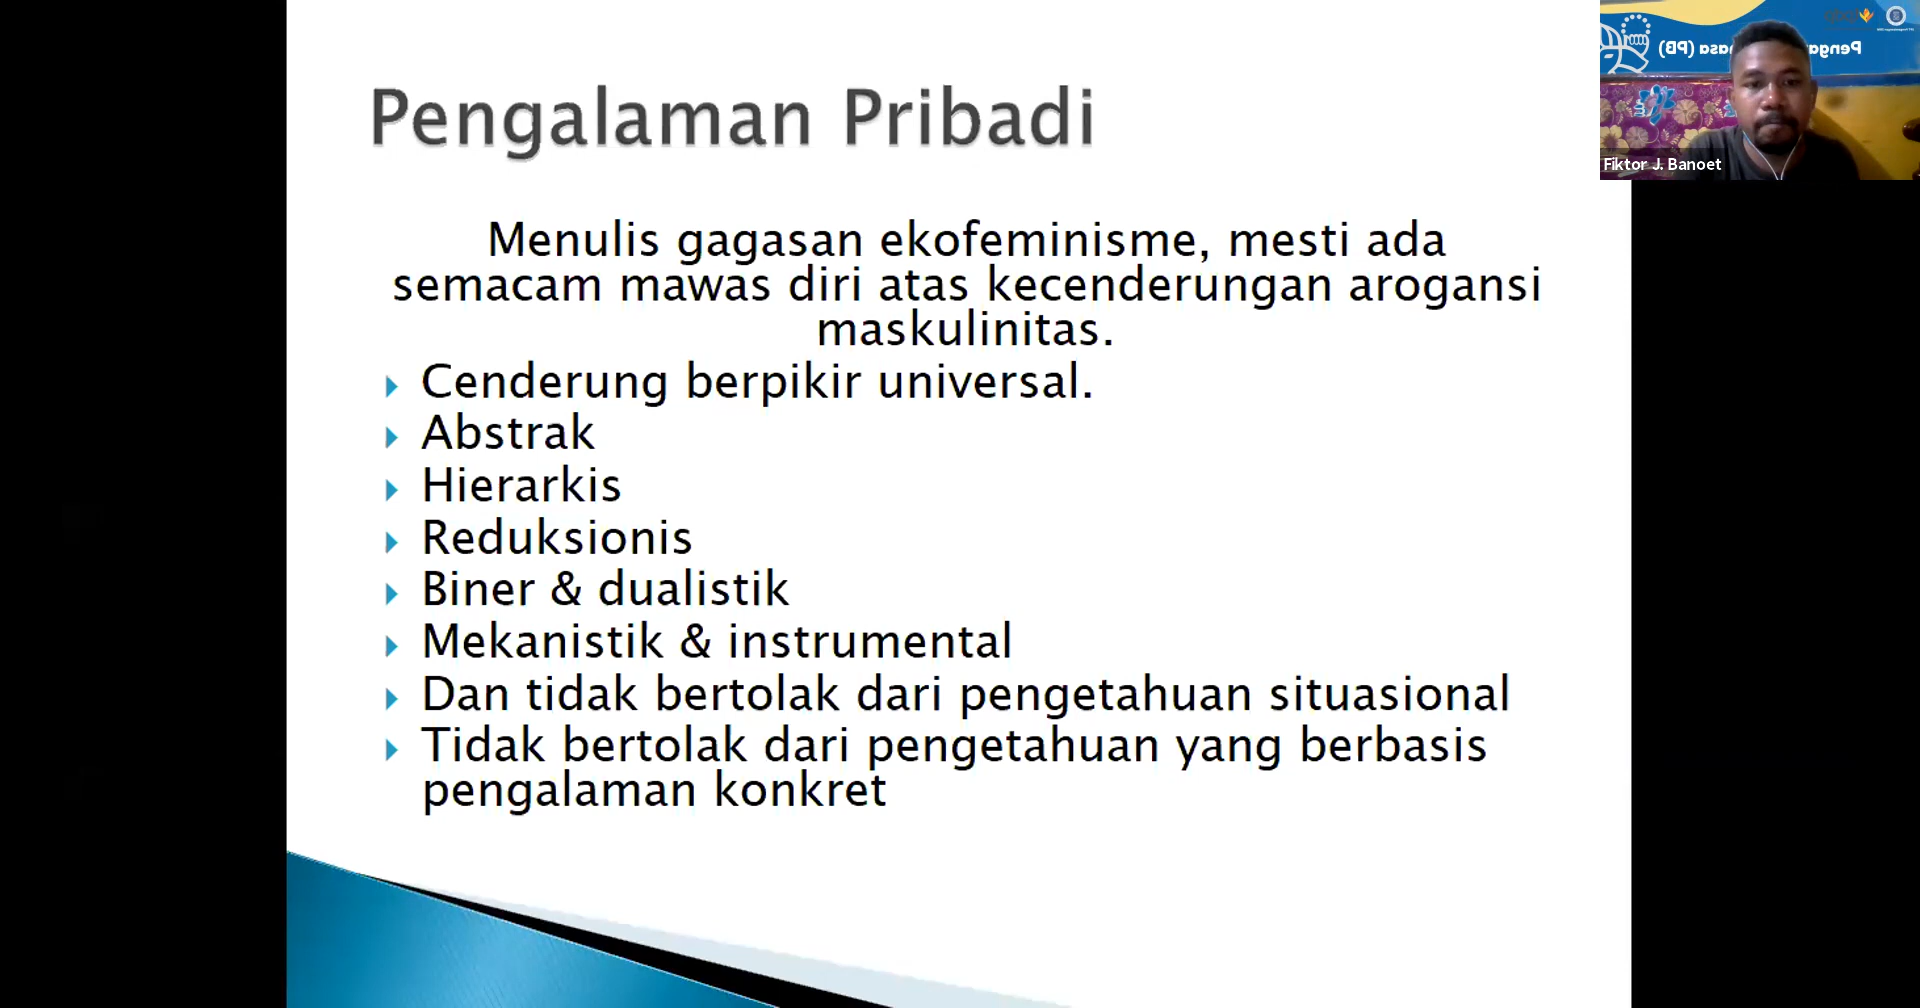 Pengalaman Pribadi
Menulis gagasan ekofeminisme, mesti ada
semacam mawas diri atas kecenderungan arogansi
maskulinitas.
Cenderung berpikir universal.
Abstrak
Hierarkis
Reduksionis
Biner & dualistik
Mekanistik & instrumental
Dan tidak bertolak dari pengetahuan situasional
Tidak bertolak dari pengetahuan yang berbasis
pengalaman konkret
(PB)
Fiktor J. Banoet